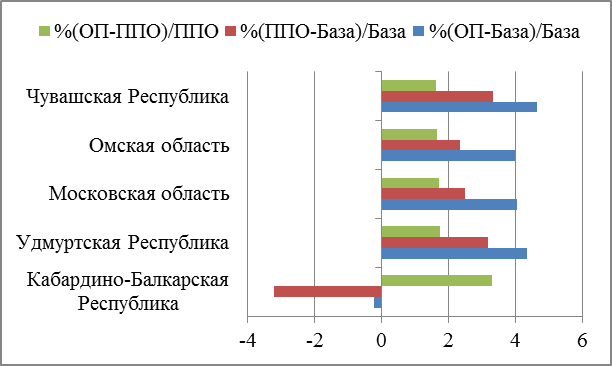 %(ОП-ППО)/ППО %(ППО-База)/База %(ОП-База)/База
Чувашская Республика
Омская область
Московская область
Удмуртская Республика
Кабардино-Балкарская
Республика
-4 -2 0 2 4 6